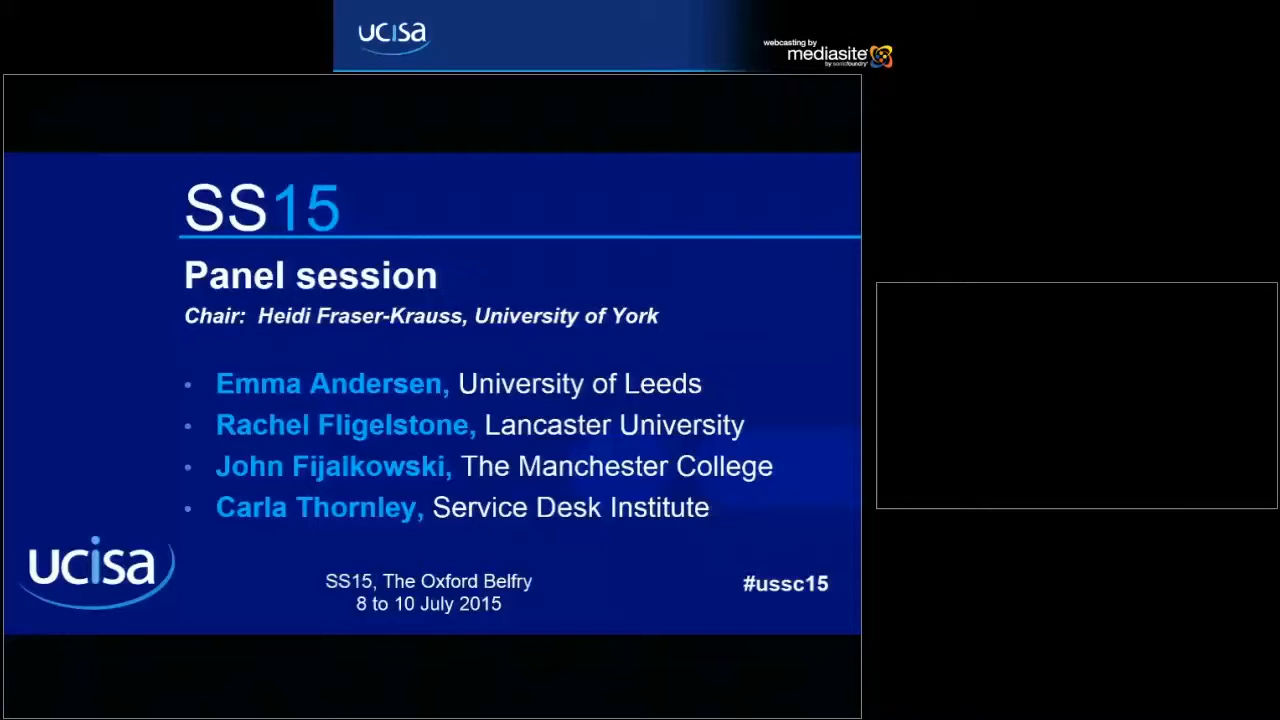 ucisa
webcasting by
mediasite
by sonicfoundry
SS15
Panel session
Chair: Heidi Fraser-Krauss, University of York
• Emma Andersen, University of Leeds
• Rachel Fligelstone, Lancaster University
• John Fijalkowski, The Manchester College
• Carla Thornley, Service Desk Institute
ucisa
SS15, The Oxford Belfry
8 to 10 July 2015
#ussc15